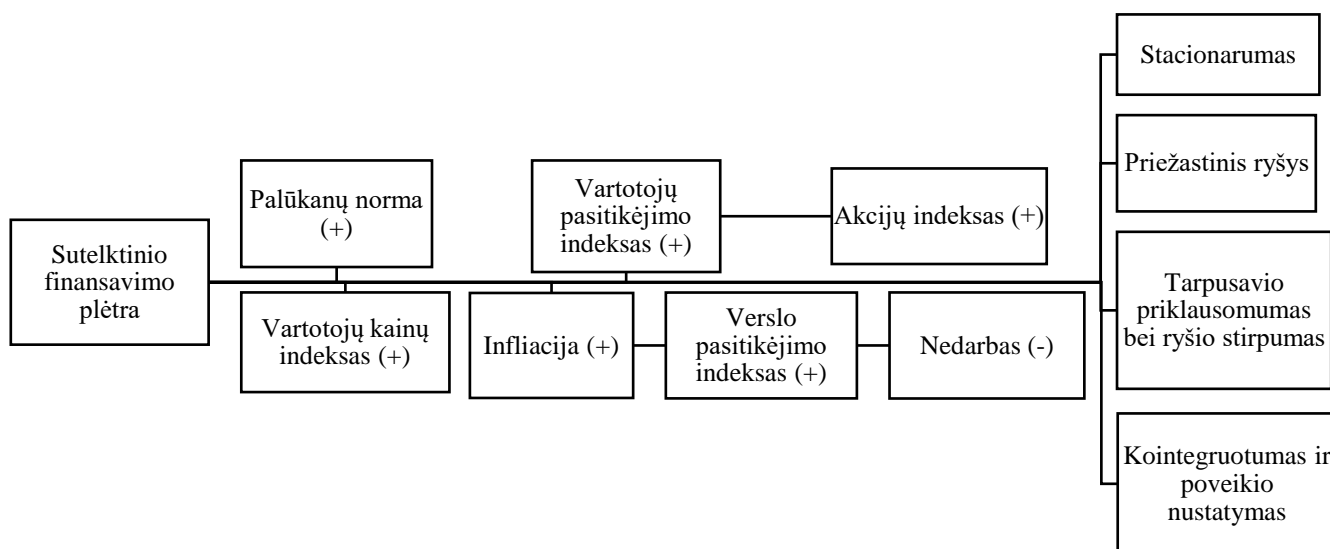 Sutelktinio
finansavimo
plėtra
Palūkanų norma
(+)
Vartotojų kainų
indeksas (+)
Vartotojų
pasitikėjimo
indeksas (+)
Infliacija (+)
Verslo
pasitikėjimo
indeksas (+)
Akcijų indeksas (+)
Nedarbas (-)
Stacionarumas
Priežastinis ryšys
Tarpusavio
priklausomumas
bei ryšio stirpumas
Kointegruotumas ir
poveikio
nustatymas